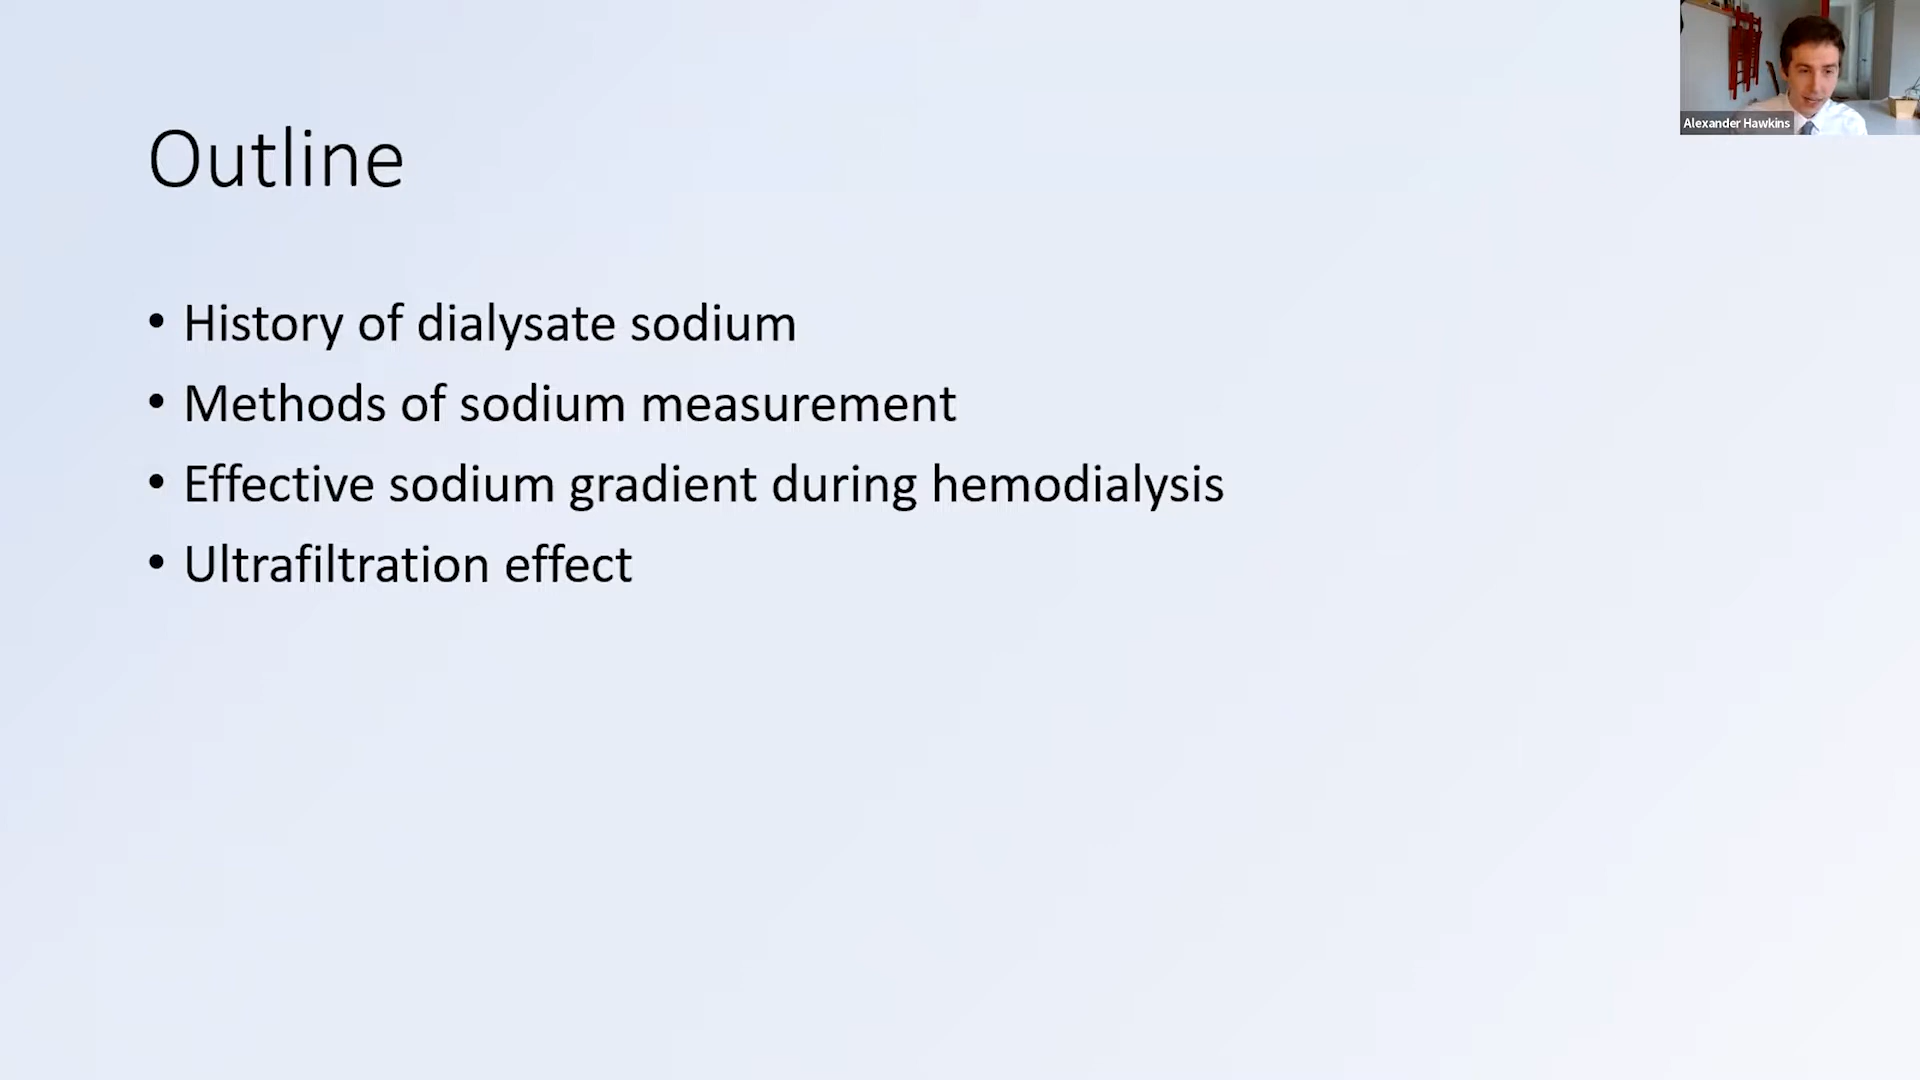 Outline
• History of dialysate sodium
• Methods of sodium measurement
• Effective sodium gradient during hemodialysis
• Ultrafiltration effect
Alexander Hawkins